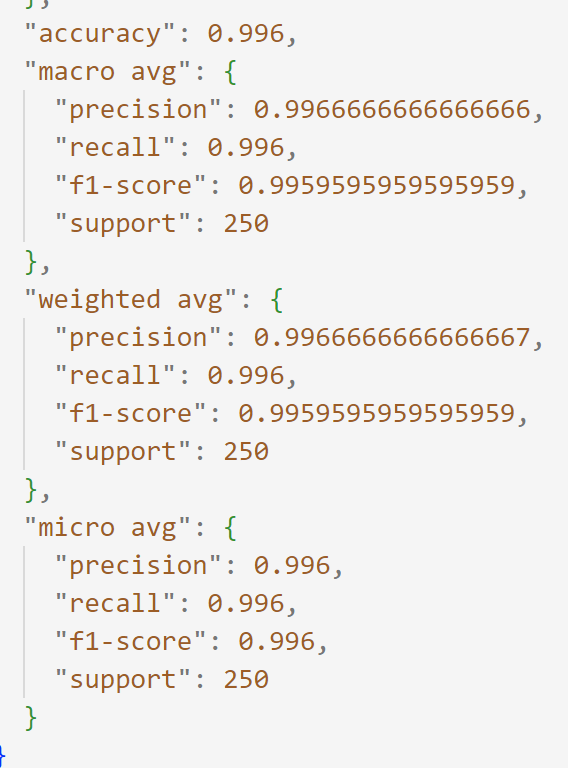 },
"accuracy": 0.996,
"macro avg": {
"precision": 0.9966666666666666,
"recall": 0.996,
"f1-score": 0.9959595959595959,
"support": 250
},
"weighted avg": {
"precision": 0.9966666666666667,
"recall": 0.996,
"f1-score": 0.9959595959595959,
"support": 250
},
"micro avg": {
"precision": 0.996,
"recall": 0.996,
"f1-score": 0.996,
"support": 250
}
}